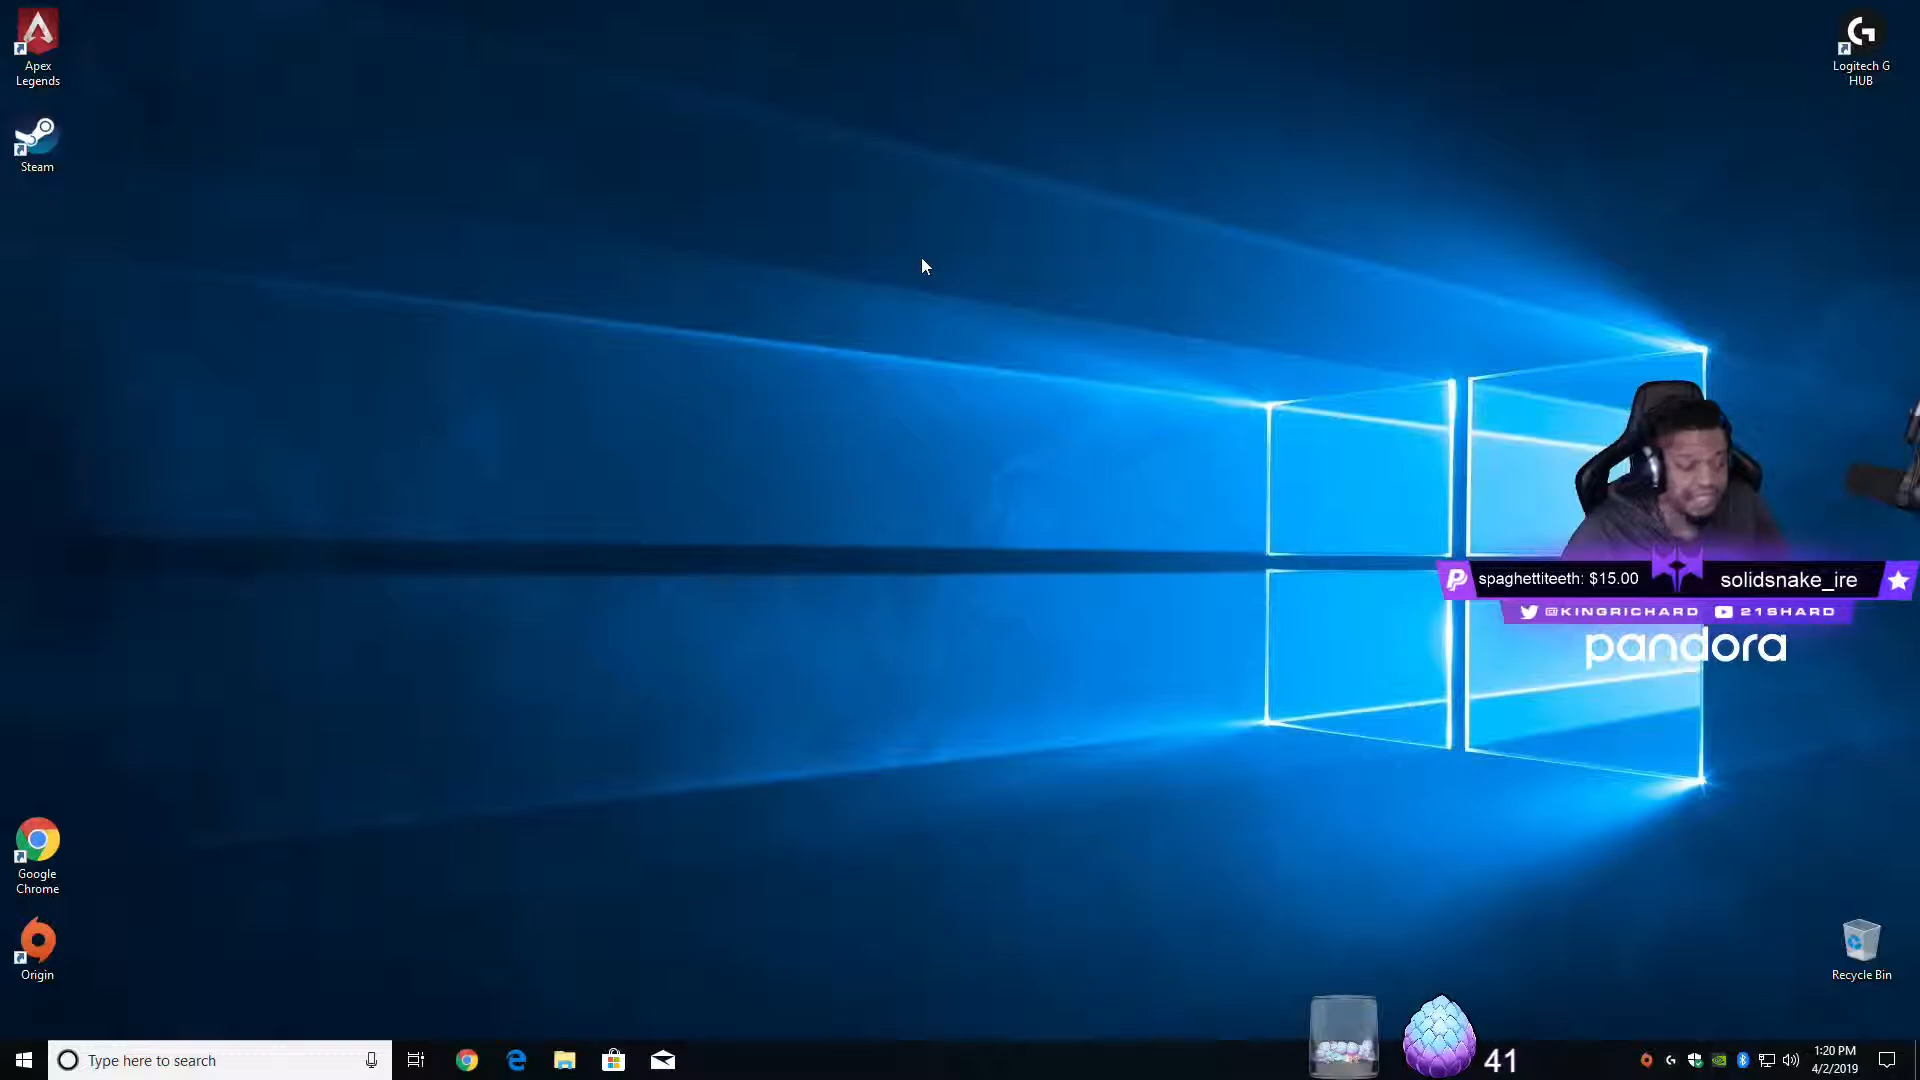 Apex
Legends
Steam
Logitech G
HUB
spaghettiteeth: $15.00
solidsnake_ire
@KINGRICHARD
21SHARD
pandora
Google
Chrome
Origin
Recycle Bin
Type here to search
41
1:20 PM
4/2/2019